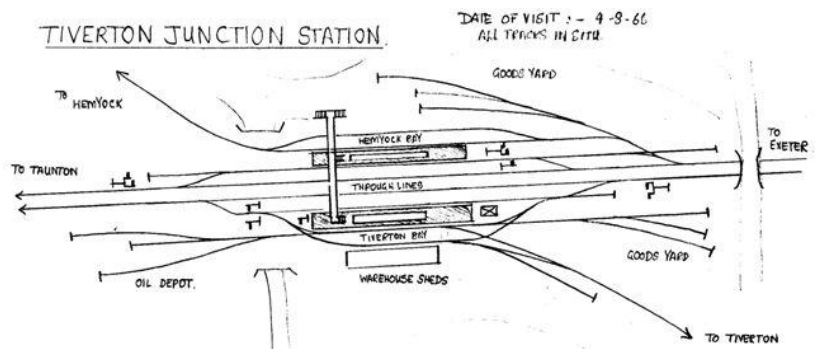 TIVERTON JUNCTION STATION.
DATE OF VISIT :- 4-8-66
ALL TRACKS IN SITU.
GOODS YARD
TO
HEMYOCK
HEMYOCK BAY
TO
EXETER
TO TAUNTON
THROUGH LINES
TIVERTON BAY
GOODS YARD
OIL DEPOT.
WAREHOUSE SHEDS
TO TIVERTON